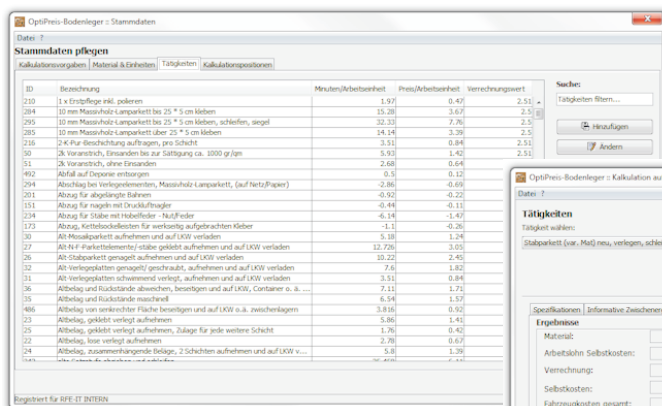 OptiPreis-Bodenleger :: Stammdaten
Datei ?
Stammdaten pflegen
Kalkulationsvorgaben Material & Einheiten Tätigkeiten Kalkulationspositionen
ID Bezeichnung Minuten/Arbeitseinheit Preis/Arbeitseinheit Verrechnungswert
210 1 x Erstpflege inkl. polieren 1.97 0.47 2.51
284 10 mm Massivholz-Lamparkett bis 25 * 5 cm kleben 15.28 3.67 2.5
295 10 mm Massivholz-Lamparkett bis 25 * 5 cm kleben, schleifen, siegel 32.33 7.76 2.5
285 10 mm Massivholz-Lamparkett über 25 * 5 cm kleben 14.14 3.39 2.5
216 2-K-Pur-Beschichtung auftragen, pro Schicht 3.51 0.84 2.51
50 2k Voranstrich, Einsanden bis zur Sättigung ca. 1000 gr/qm 5.93 1.42 2.51
51 2k Voranstrich, ohne Einsanden 2.68 0.64
492 Abfall auf Deponie entsorgen 0.5 0.12
294 Abschlag bei Verlegeelementen, Massivholz-Lamparkett, (auf Netz/Papier) -2.86 -0.69
201 Abzug für abgelängte Bahnen -0.92 -0.22
151 Abzug für nageln mit Druckluftnagler -0.44 -0.11
234 Abzug für Stäbe mit Hobelfeder - Nut/Feder -6.14 -1.47
173 Abzug, Kettelsockelleisten für werkseitig aufgebrachten Kleber -1.1 -0.26
30 Alt-Mosaikparkett aufnehmen und auf LKW verladen 5.18 1.24
27 Alt-N-F-Parkettelemente/-stäbe geklebt aufnehmen und auf LKW verladen 12.726 3.05
26 Alt-Stabparkett genagelt aufnehmen und auf LKW verladen 10.22 2.45
32 Alt-Verlegeplatten genagelt/ geschraubt, aufnehmen und auf LKW verladen 7.6 1.82
31 Alt-Verlegeplatten schwimmend verlegt, aufnehmen und auf LKW verladen 3.51 0.84
36 Altbelag und Rückstände abweichen, beseitigen und auf LKW, Container o. ä. ... 7.11 1.71
35 Altbelag und Rückstände maschinell 6.54 1.57
486 Altbelag von senkrechter Fläche beseitigen und auf LKW o.ä. zwischenlagern 3.816 0.92
23 Altbelag, geklebt verlegt aufnehmen 5.86 1.41
25 Altbelag, geklebt verlegt aufnehmen, Zulage für jede weitere Schicht 1.76 0.42
22 Altbelag, lose verlegt aufnehmen 2.78 0.67
24 Altbelag, zusammenhängende Beläge, 2 Schichten aufnehmen und auf LKW v... 5.8 1.39
Registriert für RFE-IT INTERN
Suche:
Tätigkeiten filtern...
Hinzufügen
Ändern
OptiPreis-Bodenleger :: Kalkulation au
Datei ?
Tätigkeiten
Tätigkeit wählen:
Stabparkett (var. Mat) neu, verlegen, schle
Spezifikationen Informative Zwischener
Ergebnisse
Material:
Arbeitslohn Selbstkosten:
Verrechnung:
Selbstkosten:
Fahrzeugkosten gesamt: